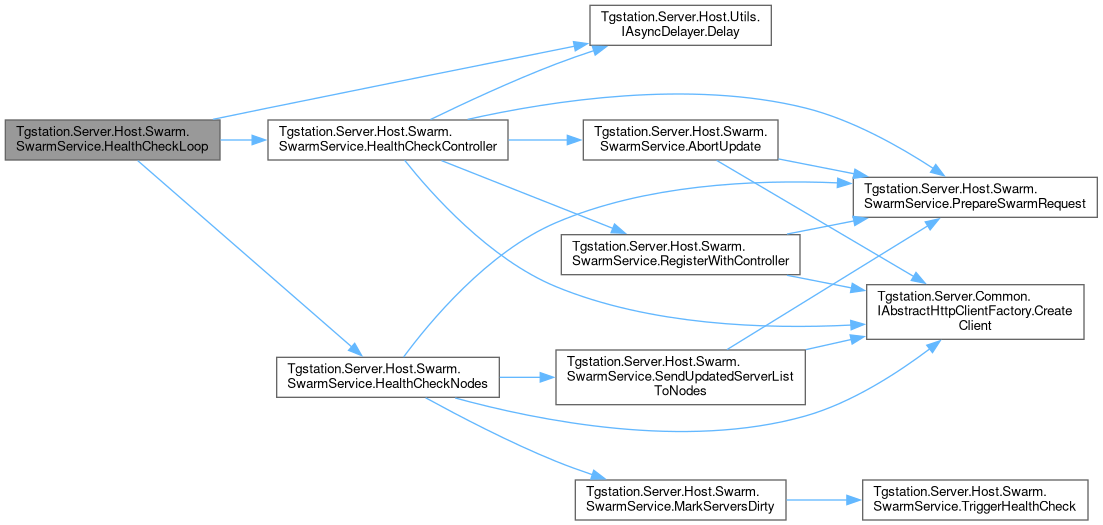 Tgstation.Server.Host.Utils.
IAsyncDelayer.Delay
Tgstation.Server.Host.Swarm.
SwarmService.HealthCheckLoop
Tgstation.Server.Host.Swarm.
SwarmService.HealthCheckController
Tgstation.Server.Host.Swarm.
SwarmService.AbortUpdate
Tgstation.Server.Host.Swarm.
SwarmService.PrepareSwarmRequest
Tgstation.Server.Host.Swarm.
SwarmService.RegisterWithController
Tgstation.Server.Common.
IAbstractHttpClientFactory.Create
Client
Tgstation.Server.Host.Swarm.
SwarmService.HealthCheckNodes
Tgstation.Server.Host.Swarm.
SwarmService.SendUpdatedServerList
ToNodes
Tgstation.Server.Host.Swarm.
SwarmService.MarkServersDirty
Tgstation.Server.Host.Swarm.
SwarmService.TriggerHealthCheck